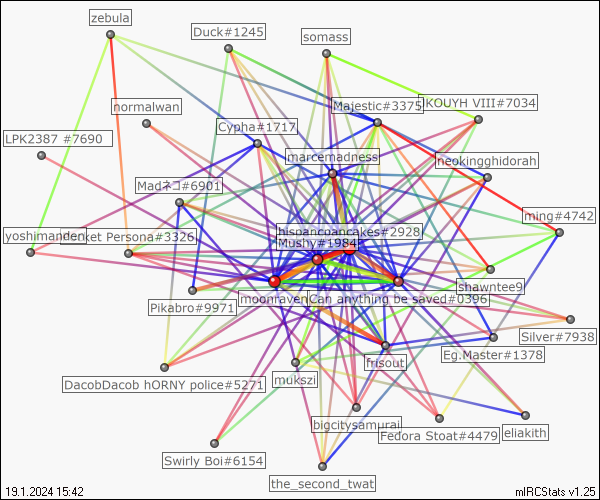 zebula
Duck#1245
somass
normalwan
Majestic#3375
KOUYH VIII#7034
LPK2387 #7690
Cypha#1717
marcemadness
neokingghidorah
Madネコ#6901
ming#4742
hispancpancakes#2928
yoshimanden
Persona#3326
Mushy#1984
shawntee9
Pikabro#9971
moonraven
Can anything be saved#0396
Silver#7938
Eg.Master#1378
frisout
DacobDacob hORNY police#5271
mukszi
bigcitysamurai
Fedora Stoat#4479
eliakith
Swirly Boi#6154
the_second_twat
19.1.2024 15:42
mIRCStats v1.25